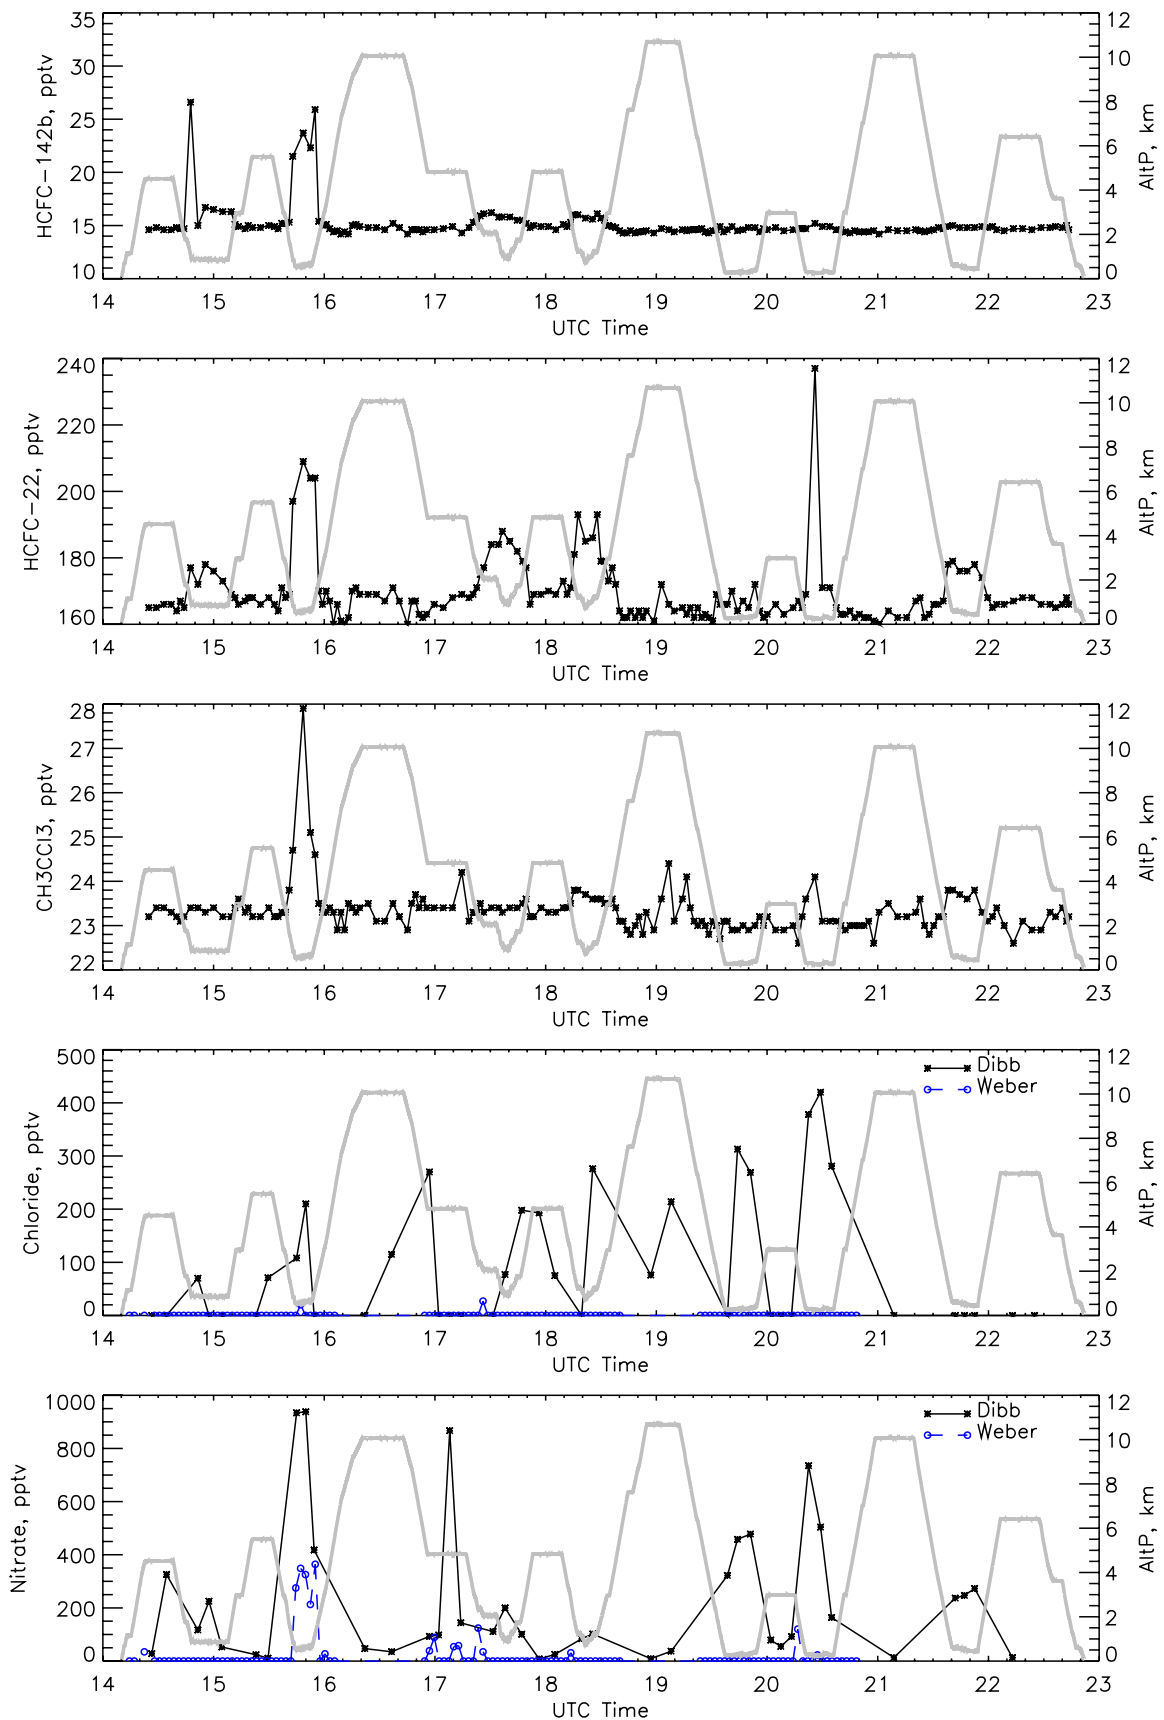 HCFC-142b, pptv
35
30
25
20
15
10
12
10
8
6
4
2
0
AltP, km
14 15 16 17 18 19 20 21 22 23
UTC Time
HCFC-22, pptv
240
220
200
180
160
12
10
8
6
4
2
0
AltP, km
14 15 16 17 18 19 20 21 22 23
UTC Time
CH3CCl3, pptv
28
27
26
25
24
23
22
12
10
8
6
4
2
0
AltP, km
14 15 16 17 18 19 20 21 22 23
UTC Time
Chloride, pptv
500
400
300
200
100
0
Dibb
Weber
12
10
8
6
4
2
0
AltP, km
14 15 16 17 18 19 20 21 22 23
UTC Time
Nitrate, pptv
1000
800
600
400
200
0
Dibb
Weber
12
10
8
6
4
2
0
AltP, km
14 15 16 17 18 19 20 21 22 23
UTC Time